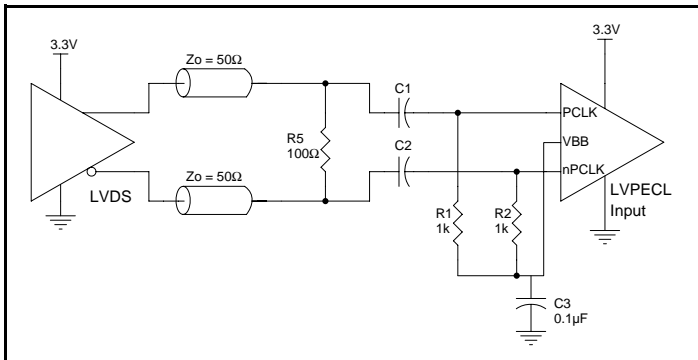 3.3V
Zo = 50Ω
3.3V
C1
PCLK
R5
100Ω
VBB
C2
Zo = 50Ω
nPCLK
LVDS
LVPECL
Input
R1
1k
R2
1k
C3
0.1µF